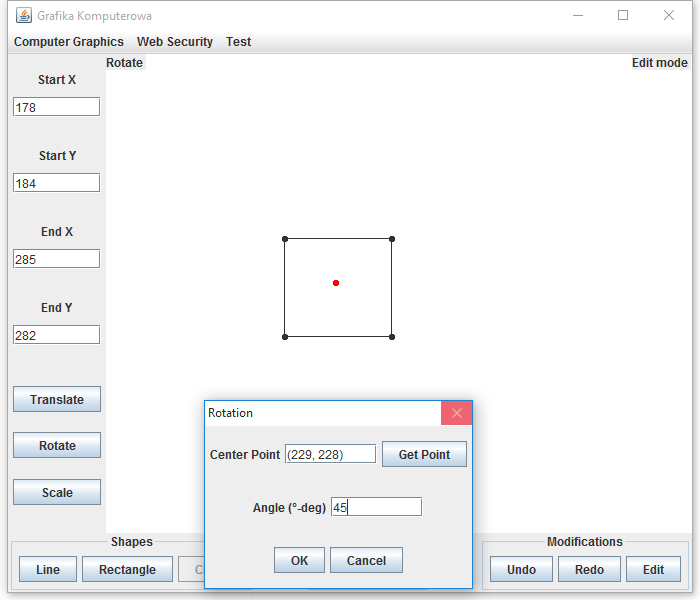 Grafika Komputerowa
Computer Graphics Web Security Test
Rotate Edit mode
Start X
178
Start Y
184
End X
285
End Y
282
Translate
Rotate
Scale
Rotation
Center Point (229, 228) Get Point
Angle (°-deg) 45
OK Cancel
Shapes Modifications
Line Rectangle C Undo Redo Edit